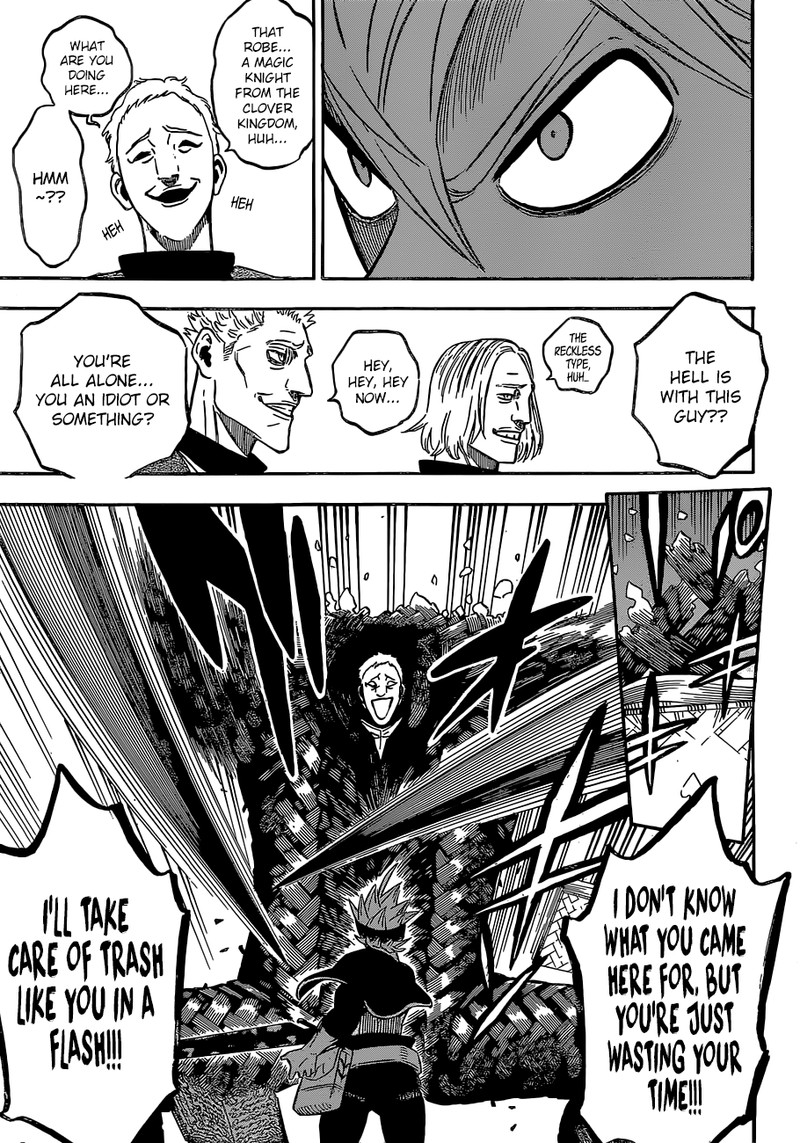 THAT
ROBE...
A MAGIC
KNIGHT
FROM THE
CLOVER
KINGDOM,
HUH...
WHAT
ARE YOU
DOING
HERE...
HMM
~??
HEH
HEH
THE
HELL IS
WITH THIS
GUY??
THE
RECKLESS
TYPE,
HUH...
HEY,
HEY, HEY
NOW...
YOU'RE
ALL ALONE...
YOU AN IDIOT OR
SOMETHING?
I DON'T KNOW
WHAT YOU CAME
HERE FOR, BUT
YOU'RE JUST
WASTING YOUR
TIME!!!
I'LL TAKE
CARE OF TRASH
LIKE YOU IN A
FLASH!!!